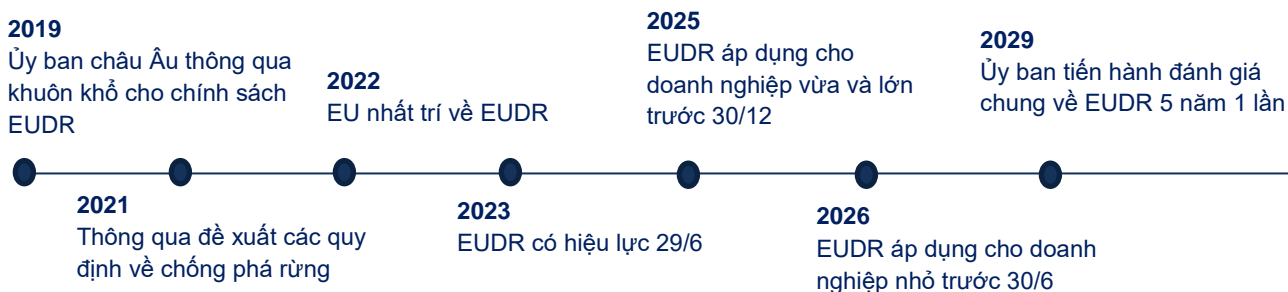 2019
Ủy ban châu Âu thông qua
khuôn khổ cho chính sách
EUDR
2021
Thông qua đề xuất các quy
định về chống phá rừng
2022
EU nhất trí về EUDR
2023
EUDR có hiệu lực 29/6
2025
EUDR áp dụng cho
doanh nghiệp vừa và lớn
trước 30/12
2026
EUDR áp dụng cho doanh
nghiệp nhỏ trước 30/6
2029
Ủy ban tiến hành đánh giá
chung về EUDR 5 năm 1 lần